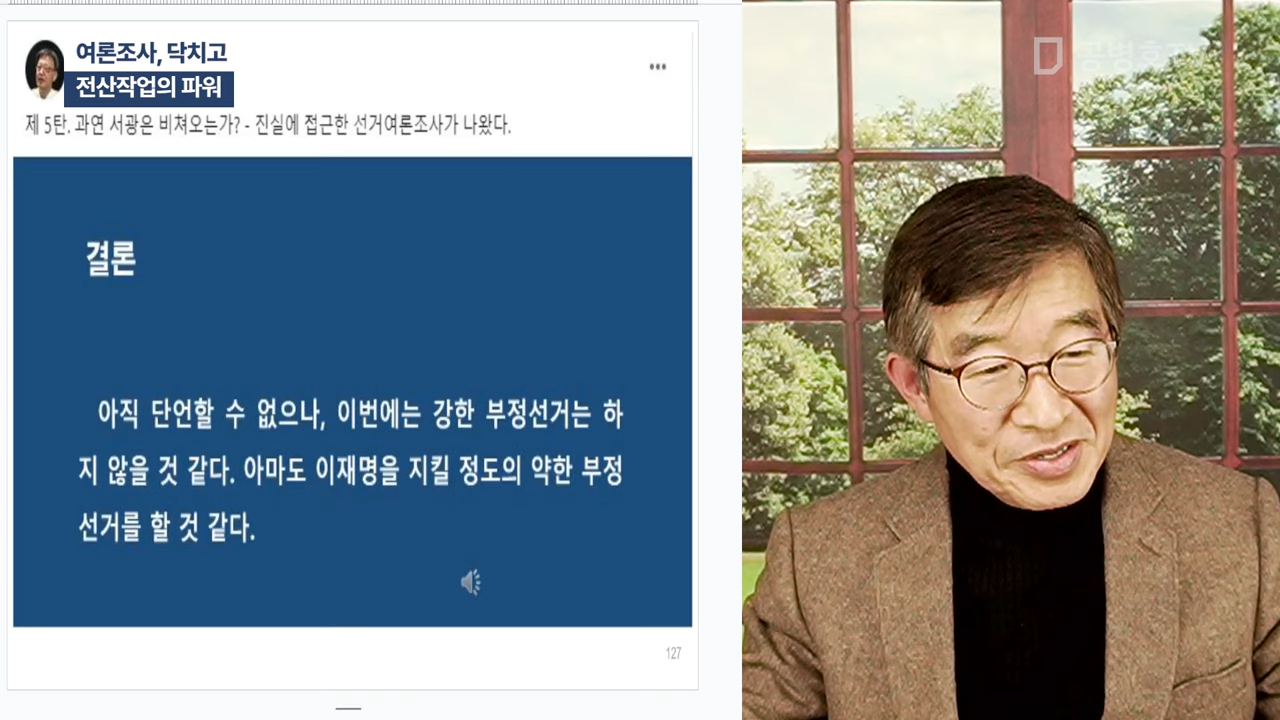 여론조사, 닥치고
전산작업의 파워
제 5탄. 과연 서광은 비쳐오는가? - 진실에 접근한 선거여론조사가 나왔다.
결론
아직 단언할 수 없으나, 이번에는 강한 부정선거는 하
지 않을 것 같다. 아마도 이재명을 지킬 정도의 약한 부정
선거를 할 것 같다.
127